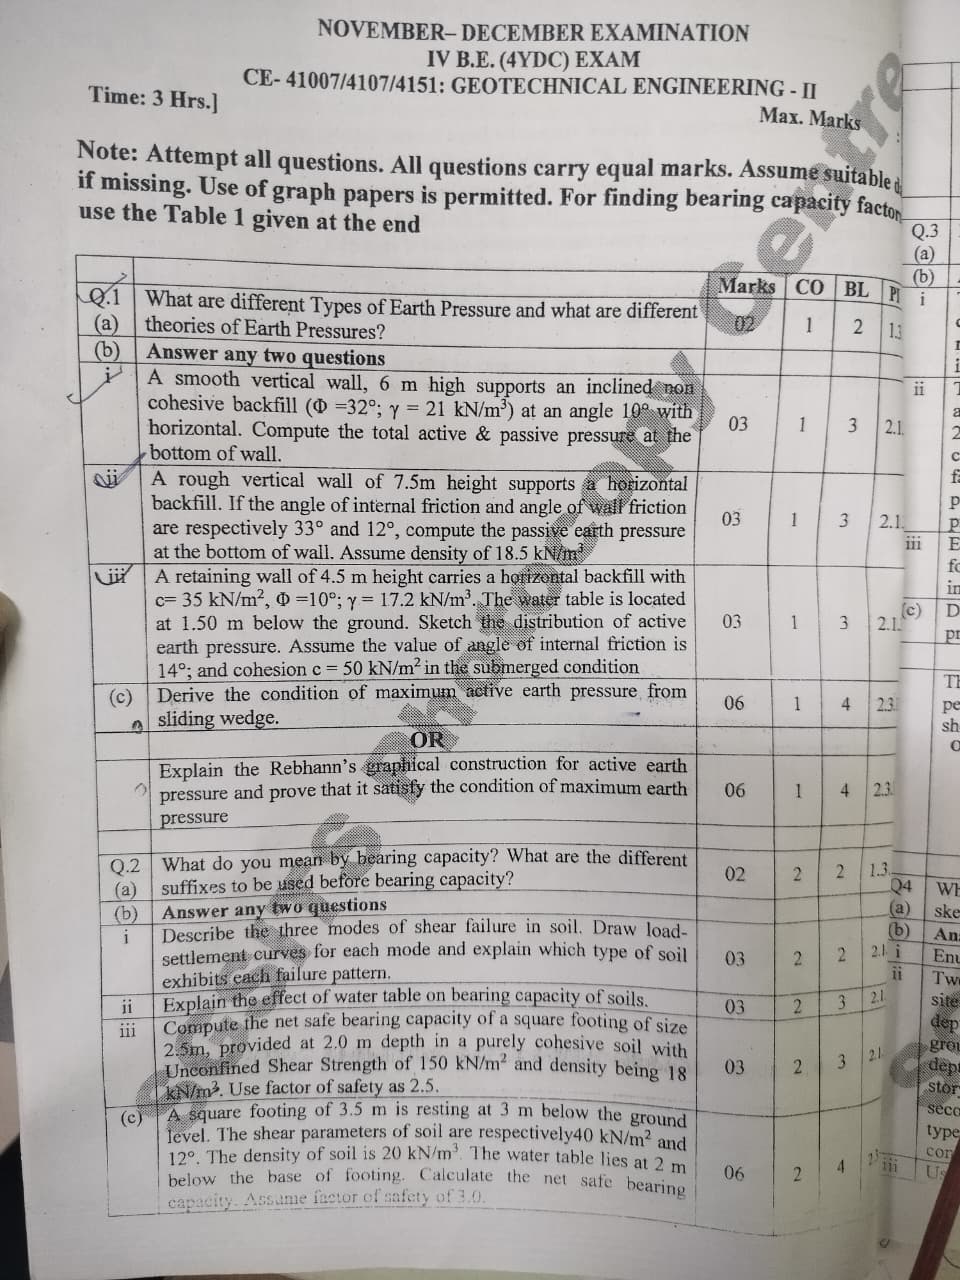 NOVEMBER– DECEMBER EXAMINATION
IV B.E. (4YDC) EXAM
CE- 41007/4107/4151: GEOTECHNICAL ENGINEERING - II
Time: 3 Hrs.]
Max. Marks
Note: Attempt all questions. All questions carry equal marks. Assume suitable
if missing. Use of graph papers is permitted. For finding bearing capacity factor
use the Table 1 given at the end
Marks CO BL PI
Q.1 What are different Types of Earth Pressure and what are different
(a) theories of Earth Pressures? 02 1 2 1.3
(b) Answer any two questions
i A smooth vertical wall, 6 m high supports an inclined non
cohesive backfill (Φ =32°; γ = 21 kN/m³) at an angle 10° with
horizontal. Compute the total active & passive pressure at the 03 1 3 2.1.
bottom of wall.
ii A rough vertical wall of 7.5m height supports a horizontal
backfill. If the angle of internal friction and angle of wall friction
are respectively 33° and 12°, compute the passive earth pressure 03 1 3 2.1.
at the bottom of wall. Assume density of 18.5 kN/m³
iii A retaining wall of 4.5 m height carries a horizontal backfill with
c= 35 kN/m², Φ =10°; γ = 17.2 kN/m³. The water table is located
at 1.50 m below the ground. Sketch the distribution of active 03 1 3 2.1.
earth pressure. Assume the value of angle of internal friction is
14°; and cohesion c = 50 kN/m² in the submerged condition
(c) Derive the condition of maximum active earth pressure from 06 1 4 2.3.
sliding wedge.
OR
Explain the Rebhann's graphical construction for active earth
pressure and prove that it satisfy the condition of maximum earth 06 1 4 2.3.
pressure
Q.2 What do you mean by bearing capacity? What are the different
(a) suffixes to be used before bearing capacity? 02 2 2 1.3.
(b) Answer any two questions
i Describe the three modes of shear failure in soil. Draw load-
settlement curves for each mode and explain which type of soil 03 2 2 2.1.
exhibits each failure pattern.
ii Explain the effect of water table on bearing capacity of soils. 03 2 3 2.1.
iii Compute the net safe bearing capacity of a square footing of size
2.5m, provided at 2.0 m depth in a purely cohesive soil with
Unconfined Shear Strength of 150 kN/m² and density being 18 03 2 3 2.1.
kN/m³. Use factor of safety as 2.5.
(c) A square footing of 3.5 m is resting at 3 m below the ground
level. The shear parameters of soil are respectively40 kN/m² and
12°. The density of soil is 20 kN/m³. The water table lies at 2 m
below the base of footing. Calculate the net safe bearing 06 2 4
capacity. Assume factor of safety of 3.0.
Photocopy Centre
Q.3
(a)
(b)
i
ii
iii
(c)
Q4
(a)
(b)
i
ii
iii